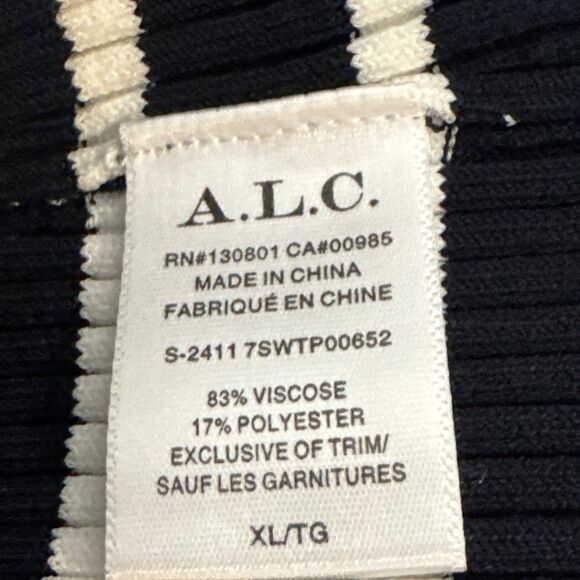 A.L.C.
RN#130801 CA#00985
MADE IN CHINA
FABRIQUÉ EN CHINE
S-2411 7SWTP00652
83% VISCOSE
17% POLYESTER
EXCLUSIVE OF TRIM/
SAUF LES GARNITURES
XL/TG